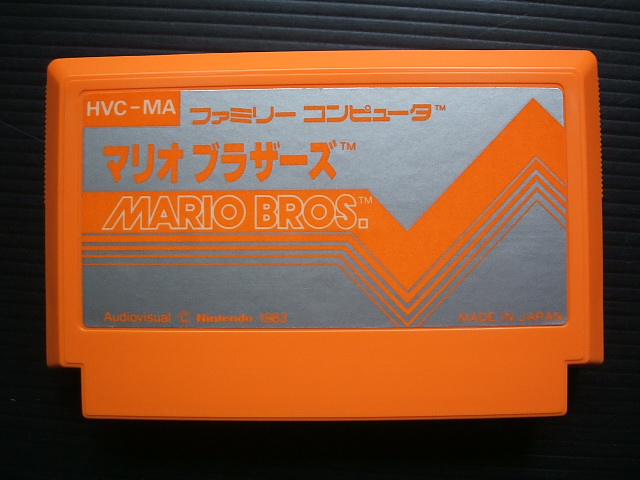 HVC-MA ファミリー コンピュータ™
マリオブラザーズ™
MARIO BROS.™
Audiovisual © Nintendo 1983 MADE IN JAPAN